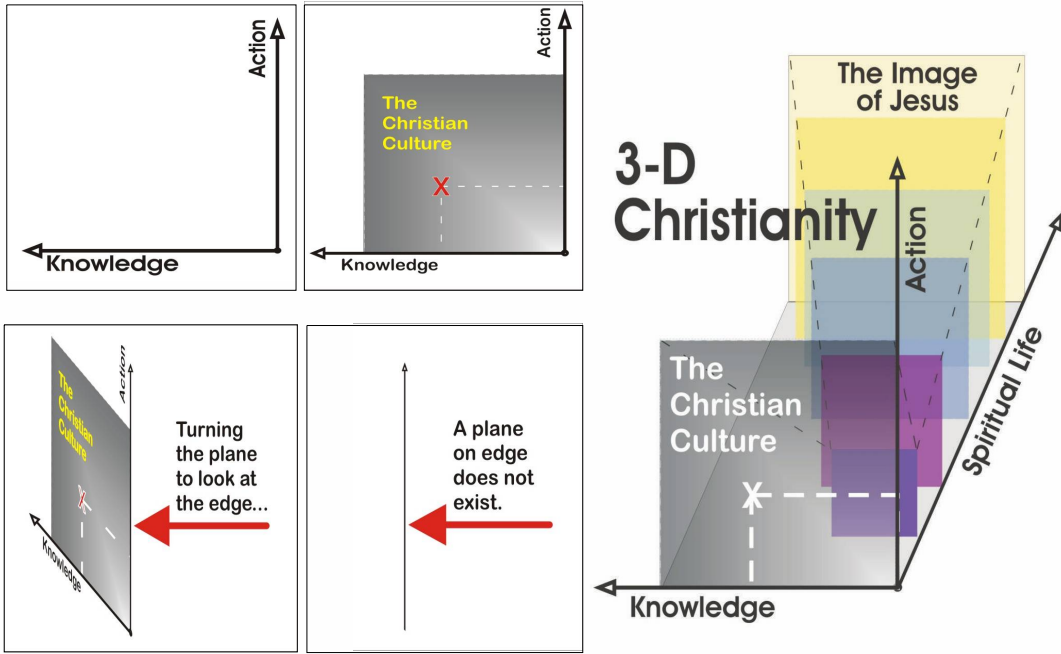 Action
Knowledge
Action
The
Christian
Culture
X
Knowledge
Action
The
Christian
Culture
X
Knowledge
Turning
the plane
to look at
the edge...
A plane
on edge
does not
exist.
3-D
Christianity
The Image
of Jesus
Action
Spiritual Life
The
Christian
Culture
X
Knowledge